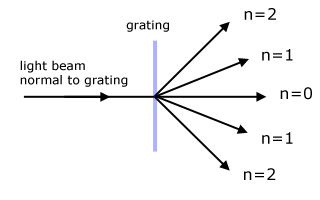 n=2
grating
n=1
light beam
normal to grating
n=0
n=1
n=2